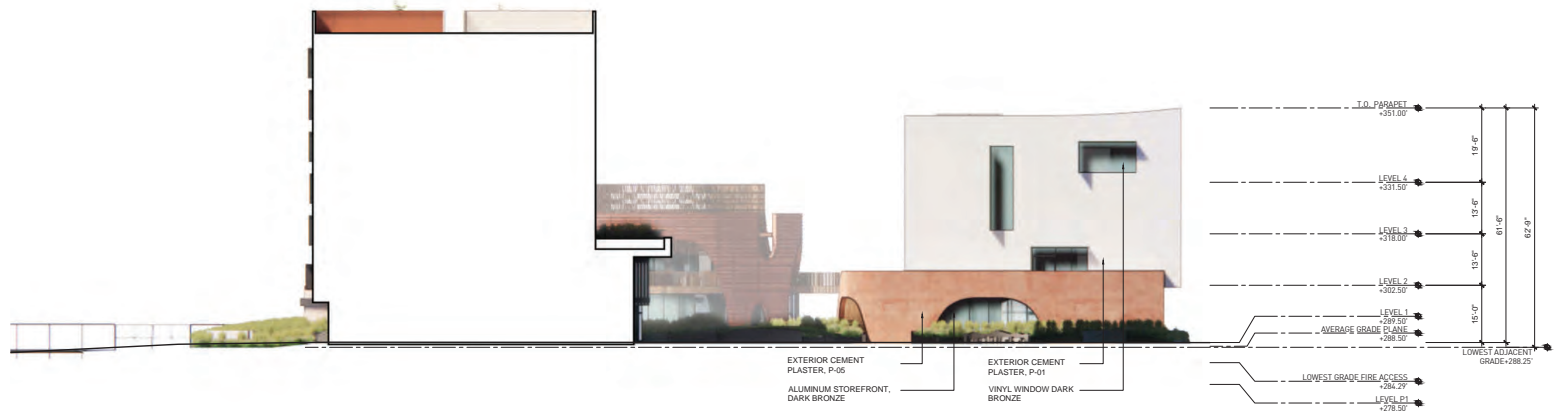 T.O. PARAPET
+351.00'
LEVEL 4
+331.50'
LEVEL 3
+318.00'
LEVEL 2
+302.50'
LEVEL 1
+289.50'
AVERAGE GRADE PLANE
+288.50'
LOWEST ADJACENT
GRADE+288.25'
LOWEST GRADE FIRE ACCESS
+284.29'
LEVEL P1
+278.50'
19'-6"
13'-6"
13'-6"
15'-0"
61'-6"
62'-9"
EXTERIOR CEMENT
PLASTER, P-05
ALUMINUM STOREFRONT,
DARK BRONZE
EXTERIOR CEMENT
PLASTER, P-01
VINYL WINDOW DARK
BRONZE